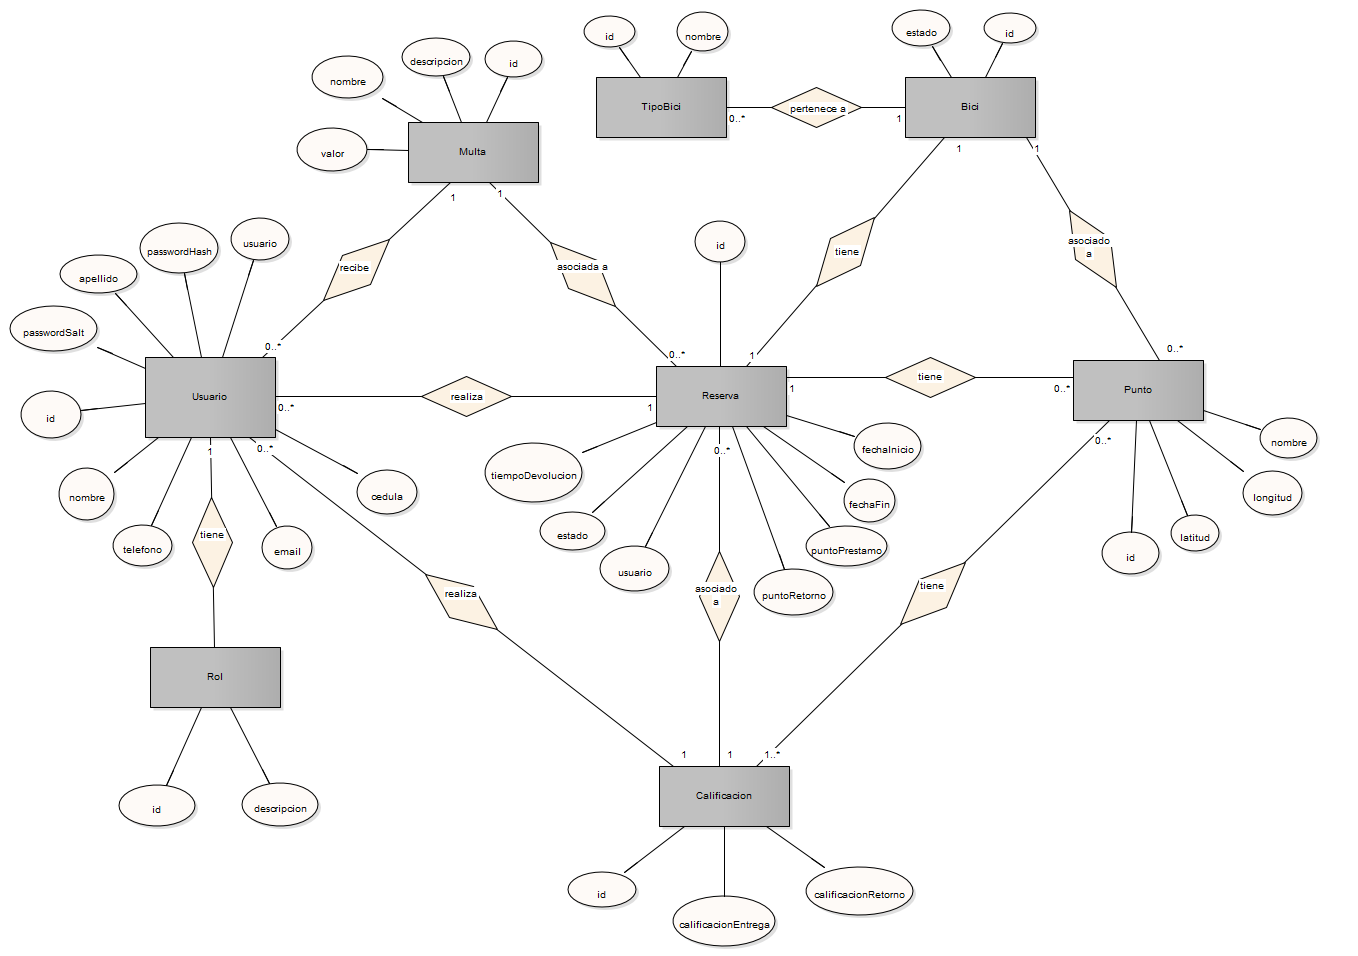 id
nombre
estado
id
descripcion
id
nombre
TipoBici
pertenece a
Bici
0..*
1
valor
Multa
1
1
1
1
passwordHash
usuario
id
apellido
recibe
asociada a
tiene
asociado
a
passwordSalt
0..*
0..*
1
0..*
Usuario
realiza
Reserva
tiene
Punto
0..*
1
1
0..*
id
1
0..*
0..*
0..*
nombre
cedula
tiempoDevolucion
fechaInicio
nombre
longitud
fechaFin
telefono
tiene
email
estado
usuario
puntoPrestamo
puntoRetorno
latitud
id
realiza
asociado
a
tiene
Rol
1
1
1..*
id
descripcion
Calificacion
id
calificacionEntrega
calificacionRetorno